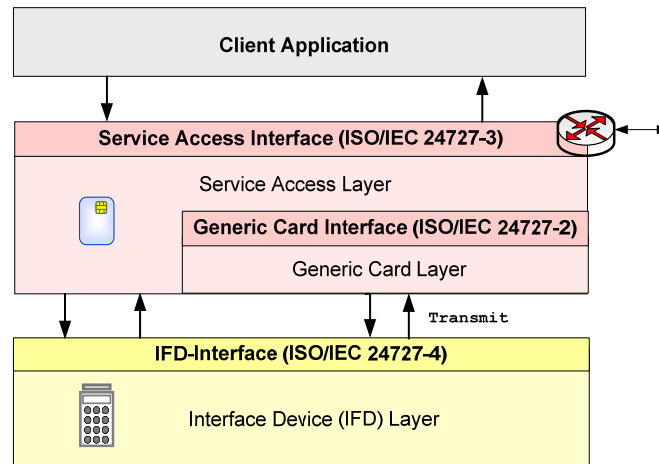 Client Application
Service Access Interface (ISO/IEC 24727-3)
Service Access Layer
Generic Card Interface (ISO/IEC 24727-2)
Generic Card Layer
Transmit
IFD-Interface (ISO/IEC 24727-4)
Interface Device (IFD) Layer